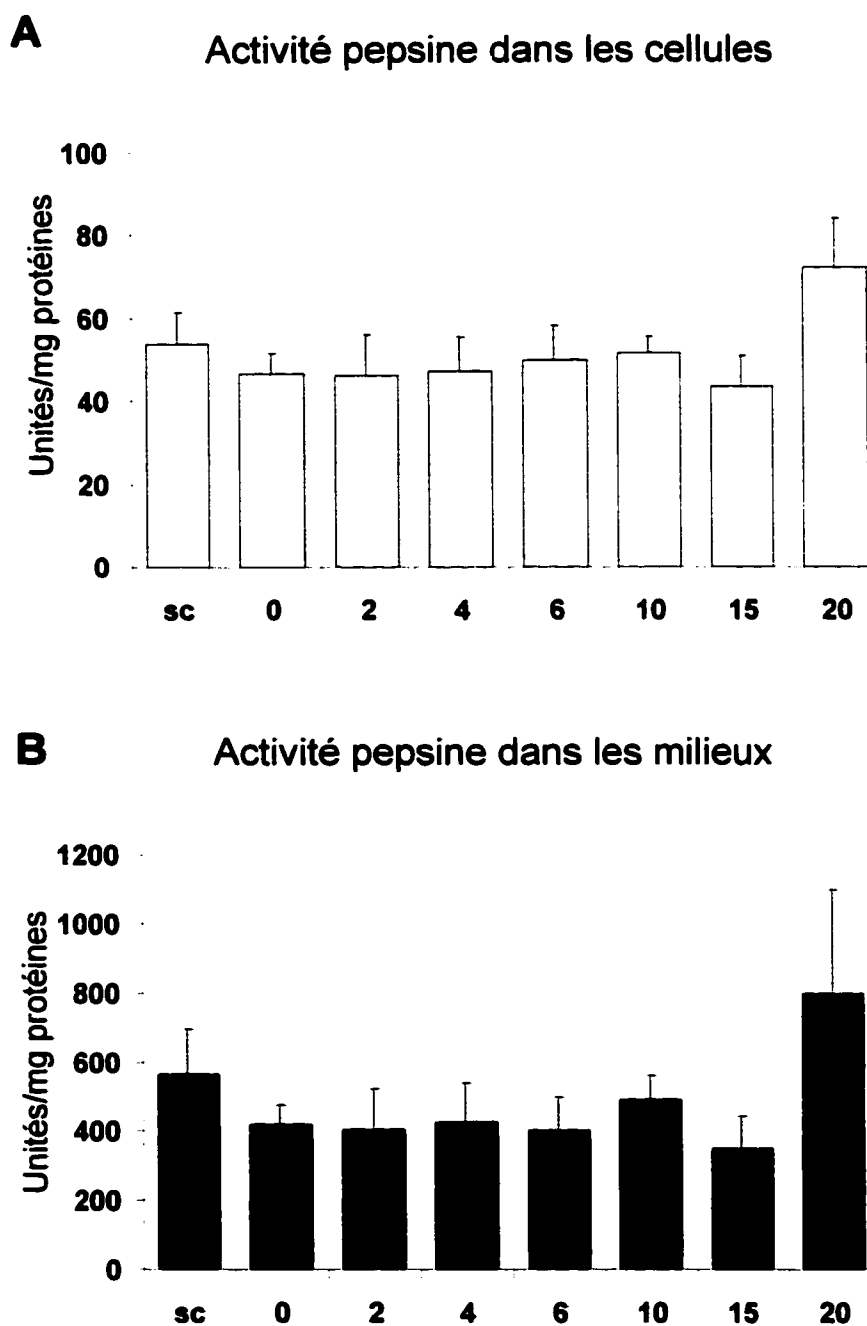 A
Activité pepsine dans les cellules
Unités/mg protéines
100
80
60
40
20
0
sc 0 2 4 6 10 15 20
B
Activité pepsine dans les milieux
Unités/mg protéines
1200
1000
800
600
400
200
0
sc 0 2 4 6 10 15 20